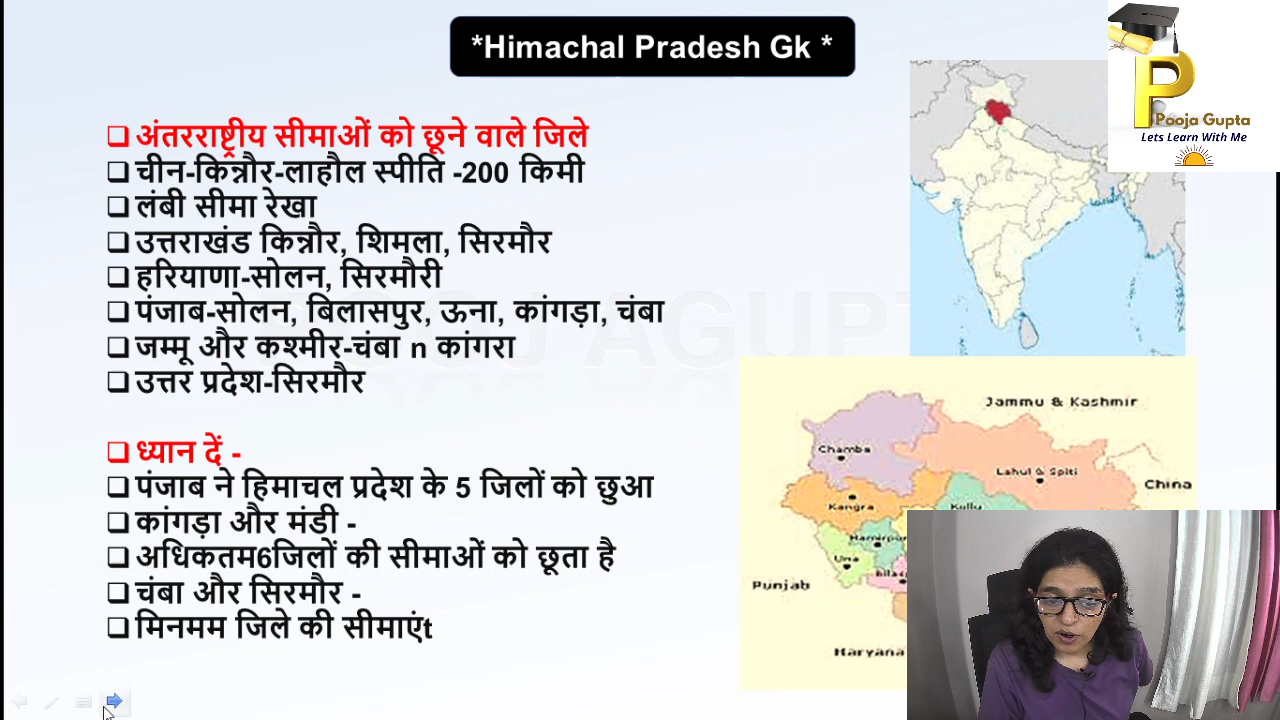 *Himachal Pradesh Gk *
Pooja Gupta
Lets Learn With Me
अंतरराष्ट्रीय सीमाओं को छूने वाले जिले
चीन-किन्नौर-लाहौल स्पीति -200 किमी
लंबी सीमा रेखा
उत्तराखंड किन्नौर, शिमला, सिरमौर
हरियाणा-सोलन, सिरमौरी
पंजाब-सोलन, बिलासपुर, ऊना, कांगड़ा, चंबा
जम्मू और कश्मीर-चंबा n कांगरा
उत्तर प्रदेश-सिरमौर
ध्यान दें -
पंजाब ने हिमाचल प्रदेश के 5 जिलों को छुआ
कांगड़ा और मंडी -
अधिकतम6जिलों की सीमाओं को छूता है
चंबा और सिरमौर -
मिनमम जिले की सीमाएंt
Jammu & Kashmir
Chamba
Lahul & Spiti
China
Kangra
Kullu
Hamirpur
Una
Punjab
Haryana